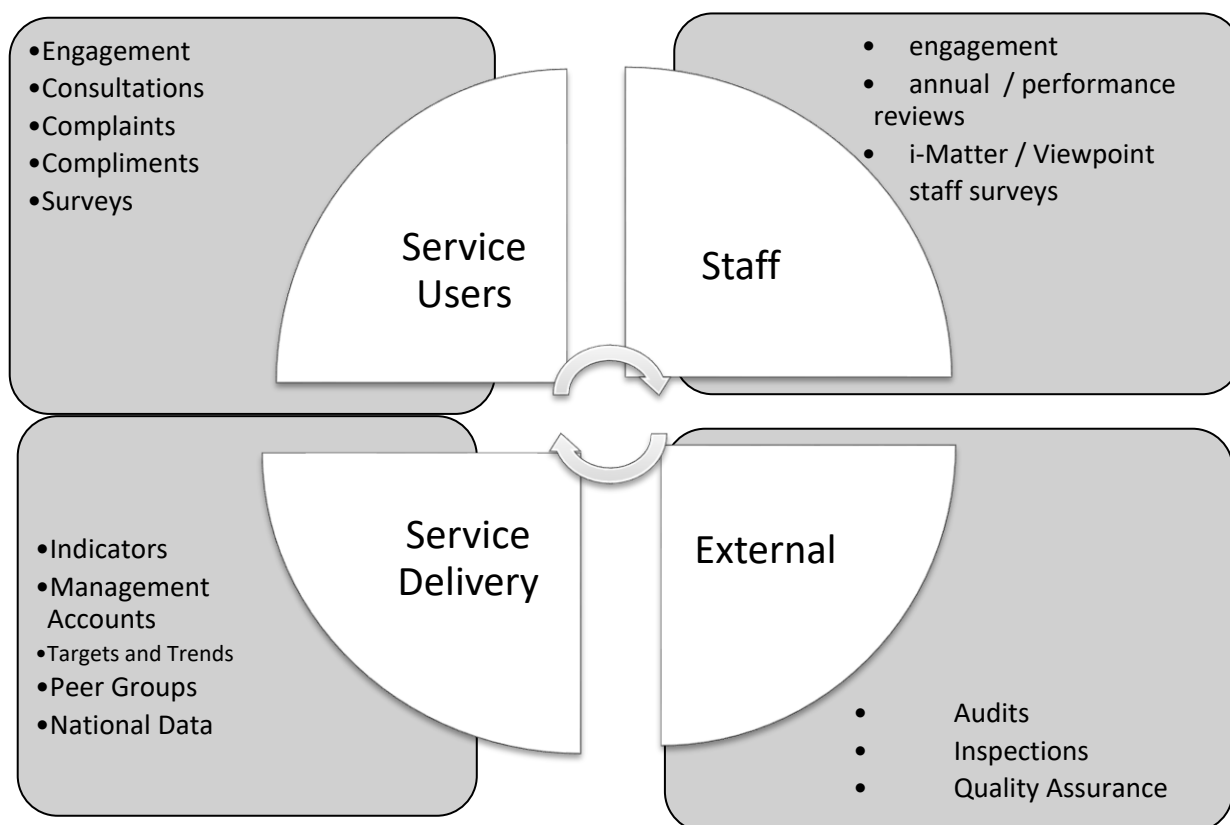 •Engagement
•Consultations
•Complaints
•Compliments
•Surveys
Service
Users
• engagement
• annual / performance
reviews
• i-Matter / Viewpoint
staff surveys
Staff
•Indicators
•Management
Accounts
•Targets and Trends
•Peer Groups
•National Data
Service
Delivery
External
• Audits
• Inspections
• Quality Assurance